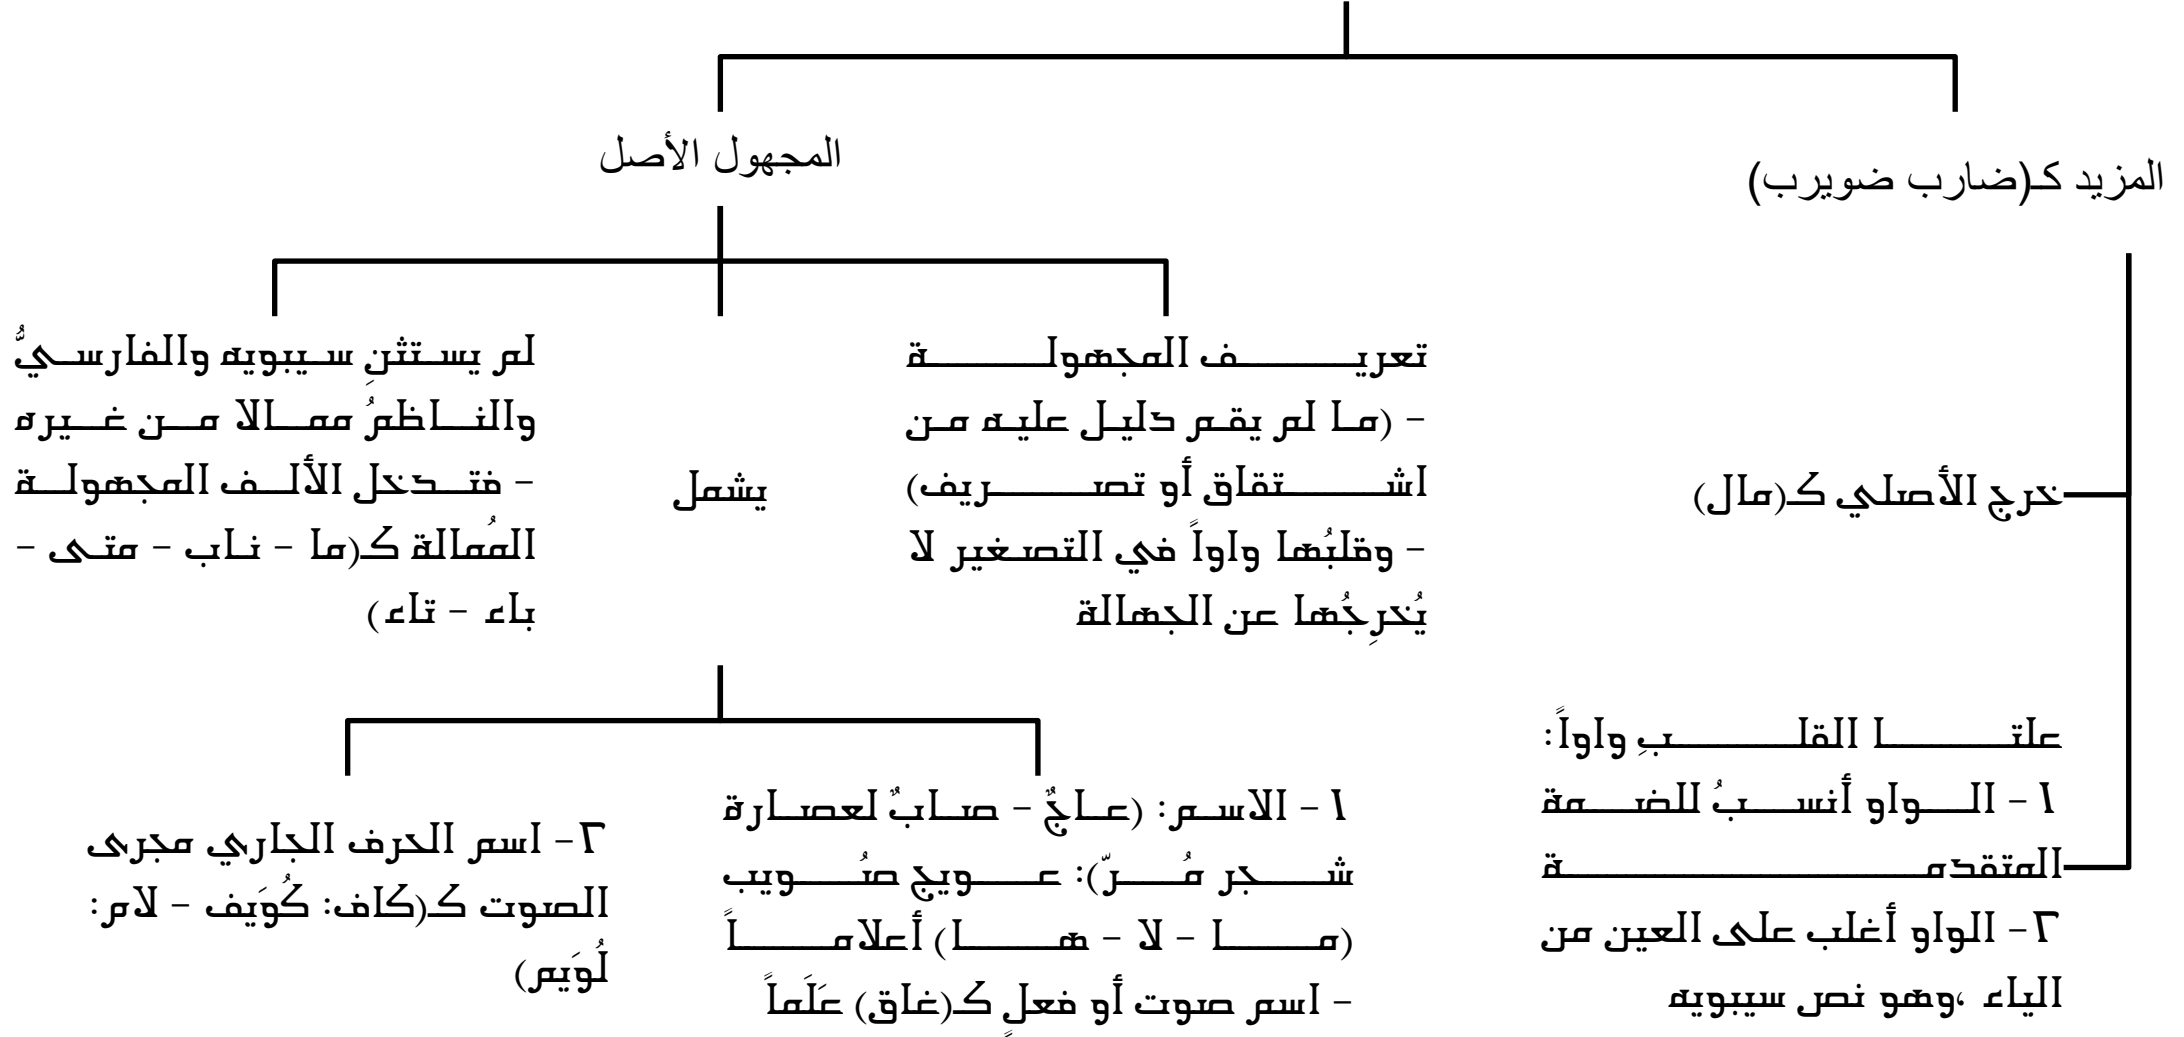 المزيد كـ(ضارب ضويرب)
المجهول الأصل
خرج الأصلي كـ(مال)
علتا القلبِ واواً:
١- الواو أنسبُ للضمة
المتقدمة
٢- الواو أغلب على العين من
الياء ،وهو نص سيبويه
تعريف المجهولة
- (ما لم يقم دليل عليه من
اشتقاق أو تصريف)
- وقلبُها واواً في التصغير لا
يُخرِجُها عن الجهالة
يشمل
لم يستثنِ سيبويه والفارسيُّ
والناظمُ ممالا من غيره
- فتدخل الألف المجهولة
المُمالة كـ(ما - ناب - متى -
باء - تاء)
١- الاسم: (عاجٌ - صابٌ لعصارة
شجر مُرّ): عويج صُويب
(ما - لا - ها) أعلاماً
- اسم صوت أو فعلٍ كـ(غاق) عَلَماً
٢- اسم الحرف الجاري مجرى
الصوت كـ(كاف: كُوَيف - لام:
لُوَيم)